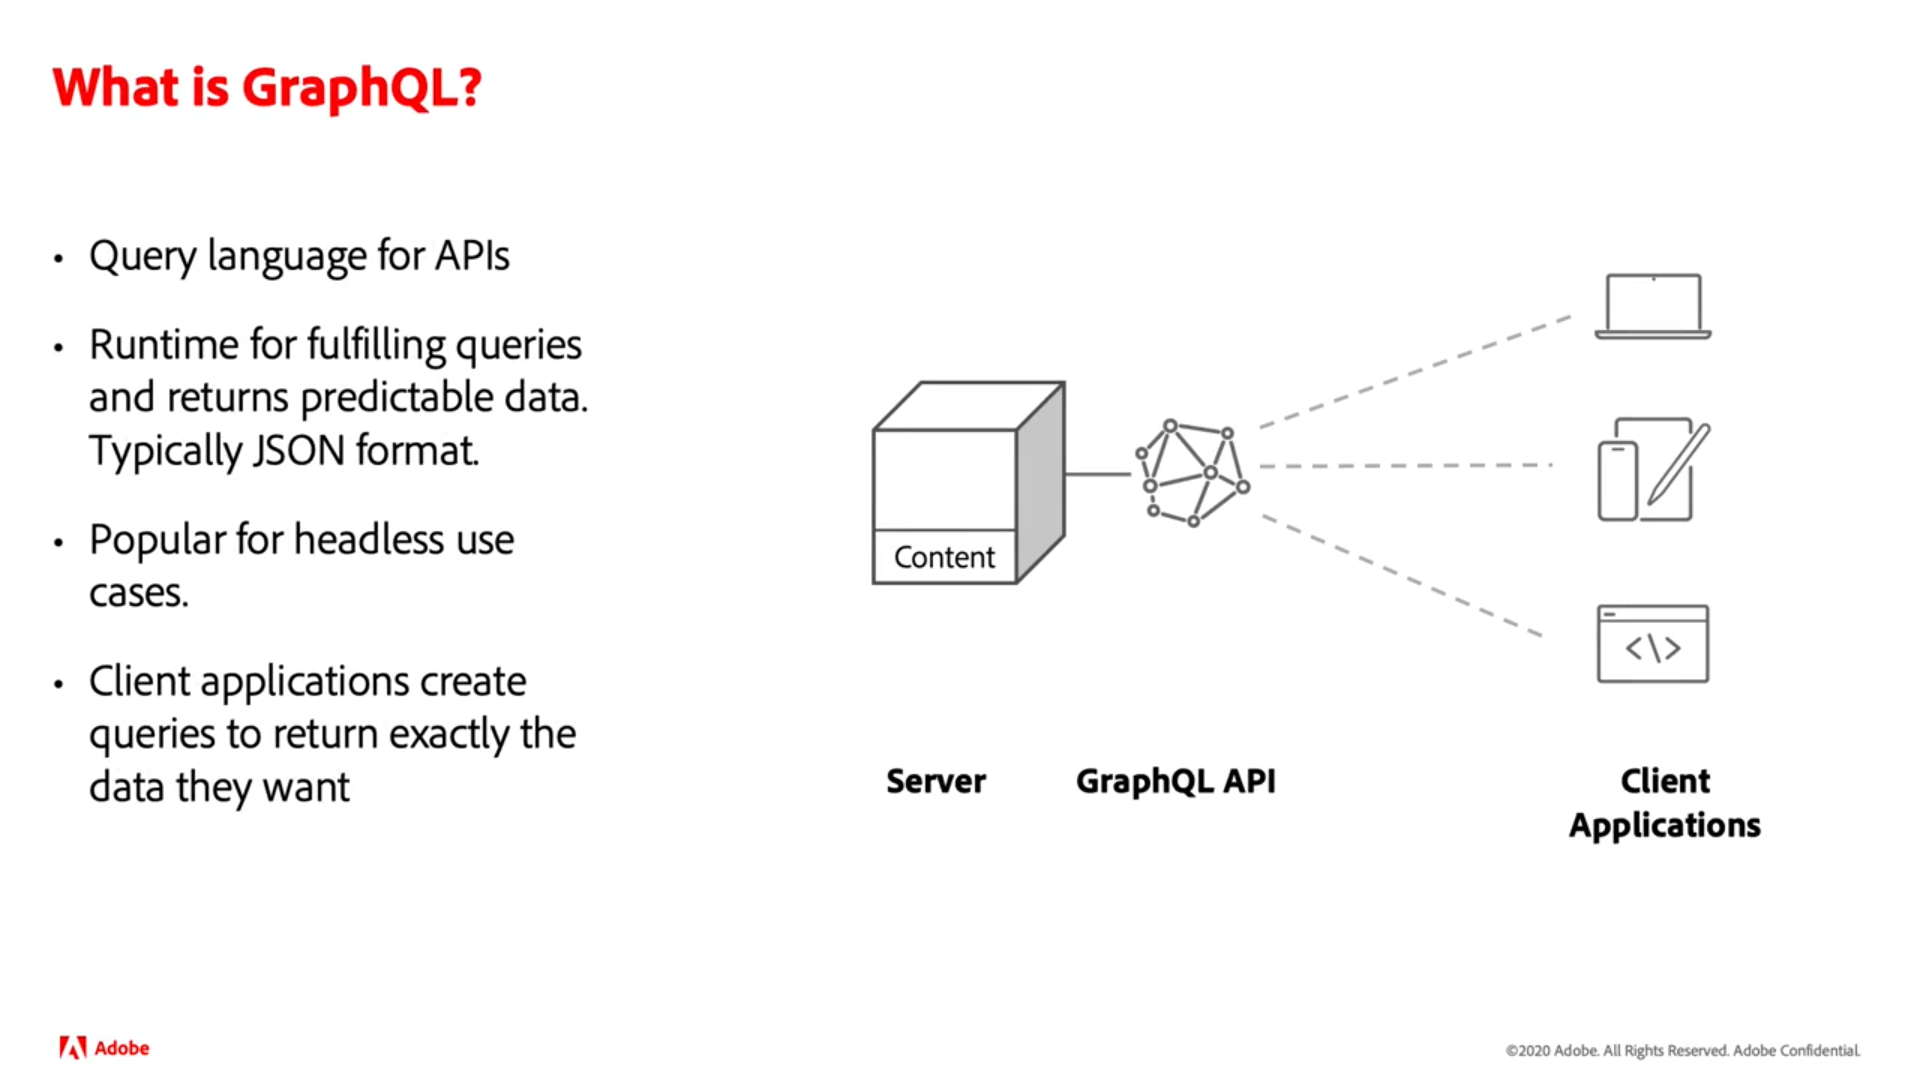 What is GraphQL?
• Query language for APIs
• Runtime for fulfilling queries
and returns predictable data.
Typically JSON format.
• Popular for headless use
cases.
• Client applications create
queries to return exactly the
data they want
Content
</>
Server
GraphQL API
Client
Applications
Adobe
©2020 Adobe. All Rights Reserved. Adobe Confidential.